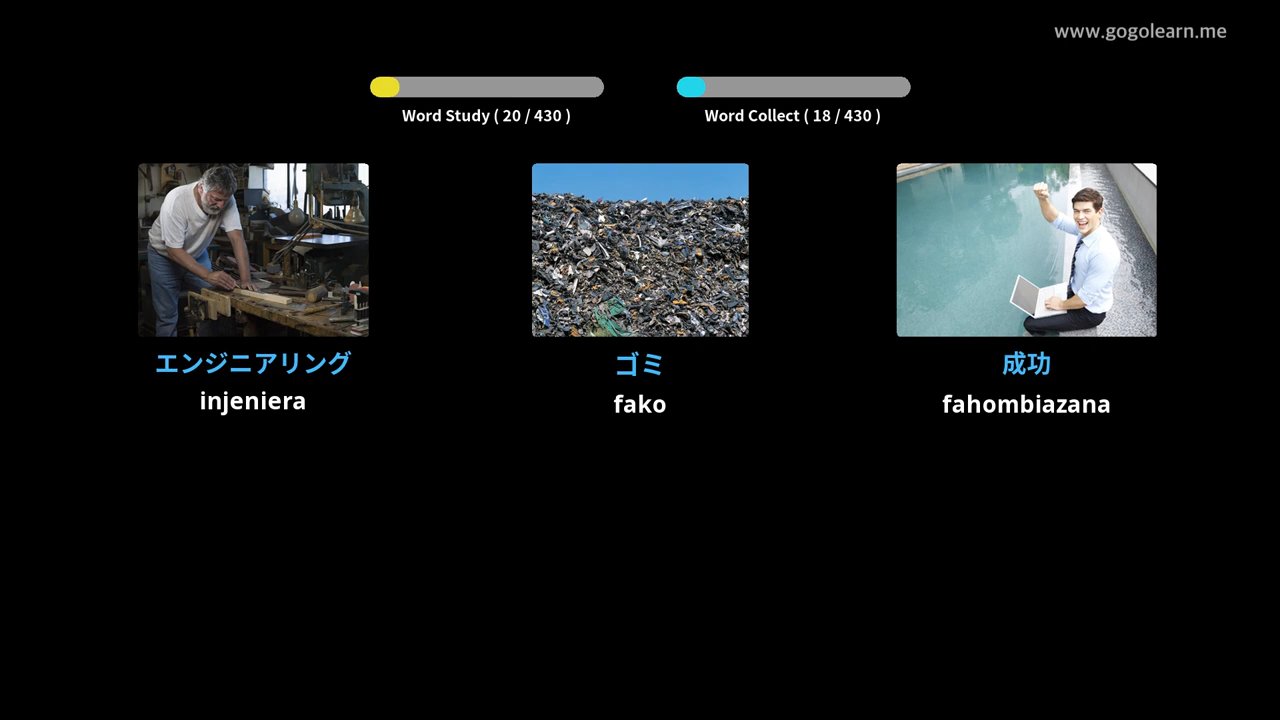 www.gogolearn.me
Word Study ( 20 / 430 )
Word Collect ( 18 / 430 )
エンジニアリング
injeniera
ゴミ
fako
成功
fahombiazana